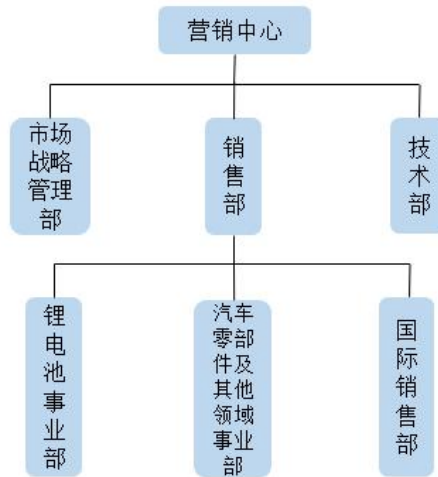 营销中心
市场
战略
管理
部
销
售
部
技
术
部
锂
电
池
事
业
部
汽车
零部
件及
其他
领域
事业
部
国
际
销
售
部